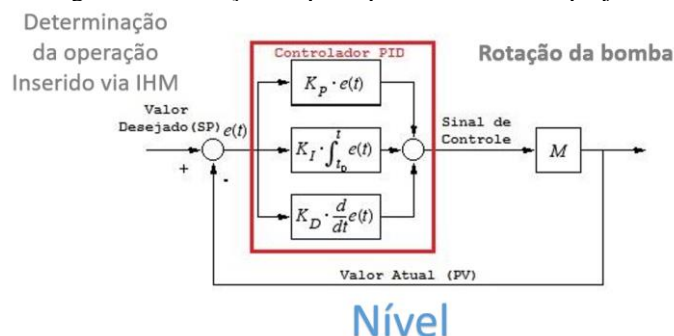 Determinação
da operação
Inserido via IHM
Controlador PID
Rotação da bomba
K_P · e(t)
Valor
Desejado(SP) e(t)
Sinal de
Controle
K_I · ∫_{t_0}^{t} e(t)
M
+
-
K_D · d/dt e(t)
Valor Atual (PV)
Nível